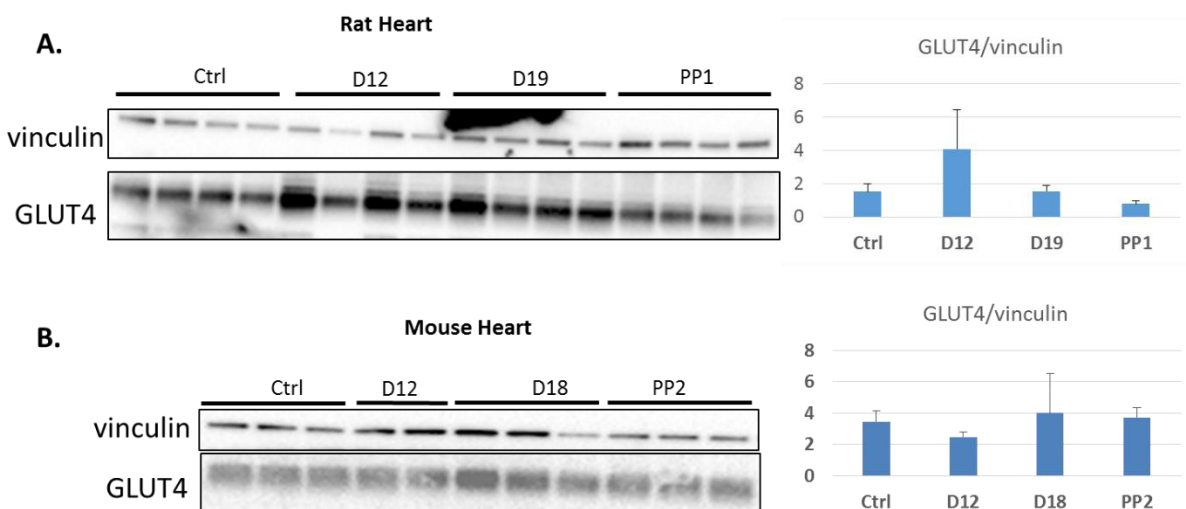 Rat Heart
A.
Ctrl D12 D19 PP1
vinculin
GLUT4
GLUT4/vinculin
8
6
4
2
0
Ctrl D12 D19 PP1
Mouse Heart
B.
Ctrl D12 D18 PP2
vinculin
GLUT4
GLUT4/vinculin
8
6
4
2
0
Ctrl D12 D18 PP2